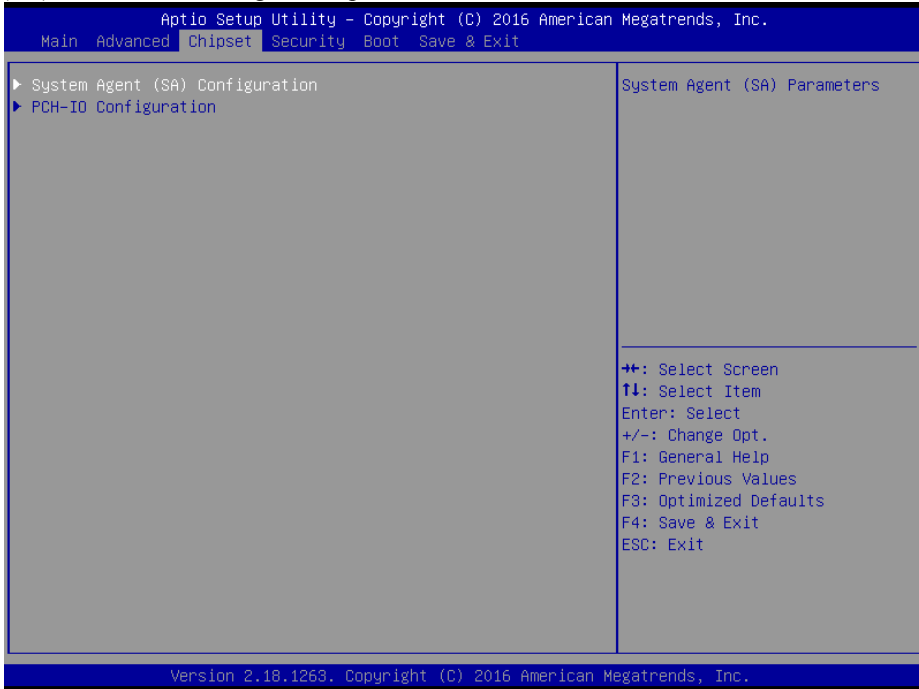 Aptio Setup Utility – Copyright (C) 2016 American Megatrends, Inc.
Main Advanced Chipset Security Boot Save & Exit
▶ System Agent (SA) Configuration
▶ PCH-IO Configuration
System Agent (SA) Parameters
→←: Select Screen
↑↓: Select Item
Enter: Select
+/-: Change Opt.
F1: General Help
F2: Previous Values
F3: Optimized Defaults
F4: Save & Exit
ESC: Exit
Version 2.18.1263. Copyright (C) 2016 American Megatrends, Inc.